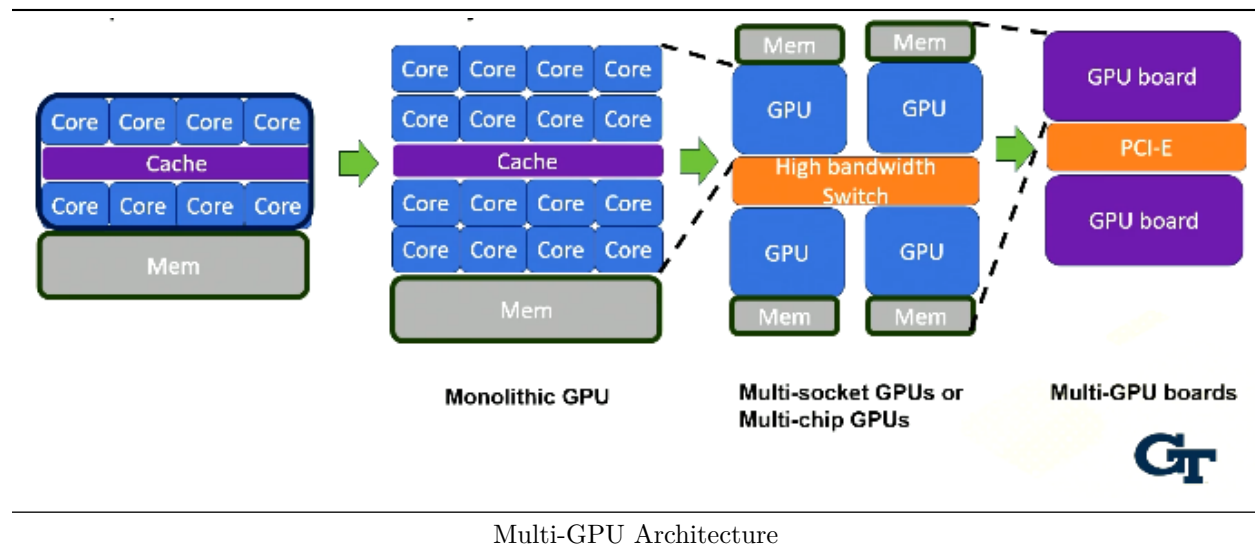 Core Core Core Core
Cache
Core Core Core Core
Mem
Core Core Core Core
Core Core Core Core
Cache
Core Core Core Core
Core Core Core Core
Mem
Monolithic GPU
Mem Mem
GPU GPU
High bandwidth
Switch
GPU GPU
Mem Mem
Multi-socket GPUs or
Multi-chip GPUs
GPU board
PCI-E
GPU board
Multi-GPU boards
GT
Multi-GPU Architecture